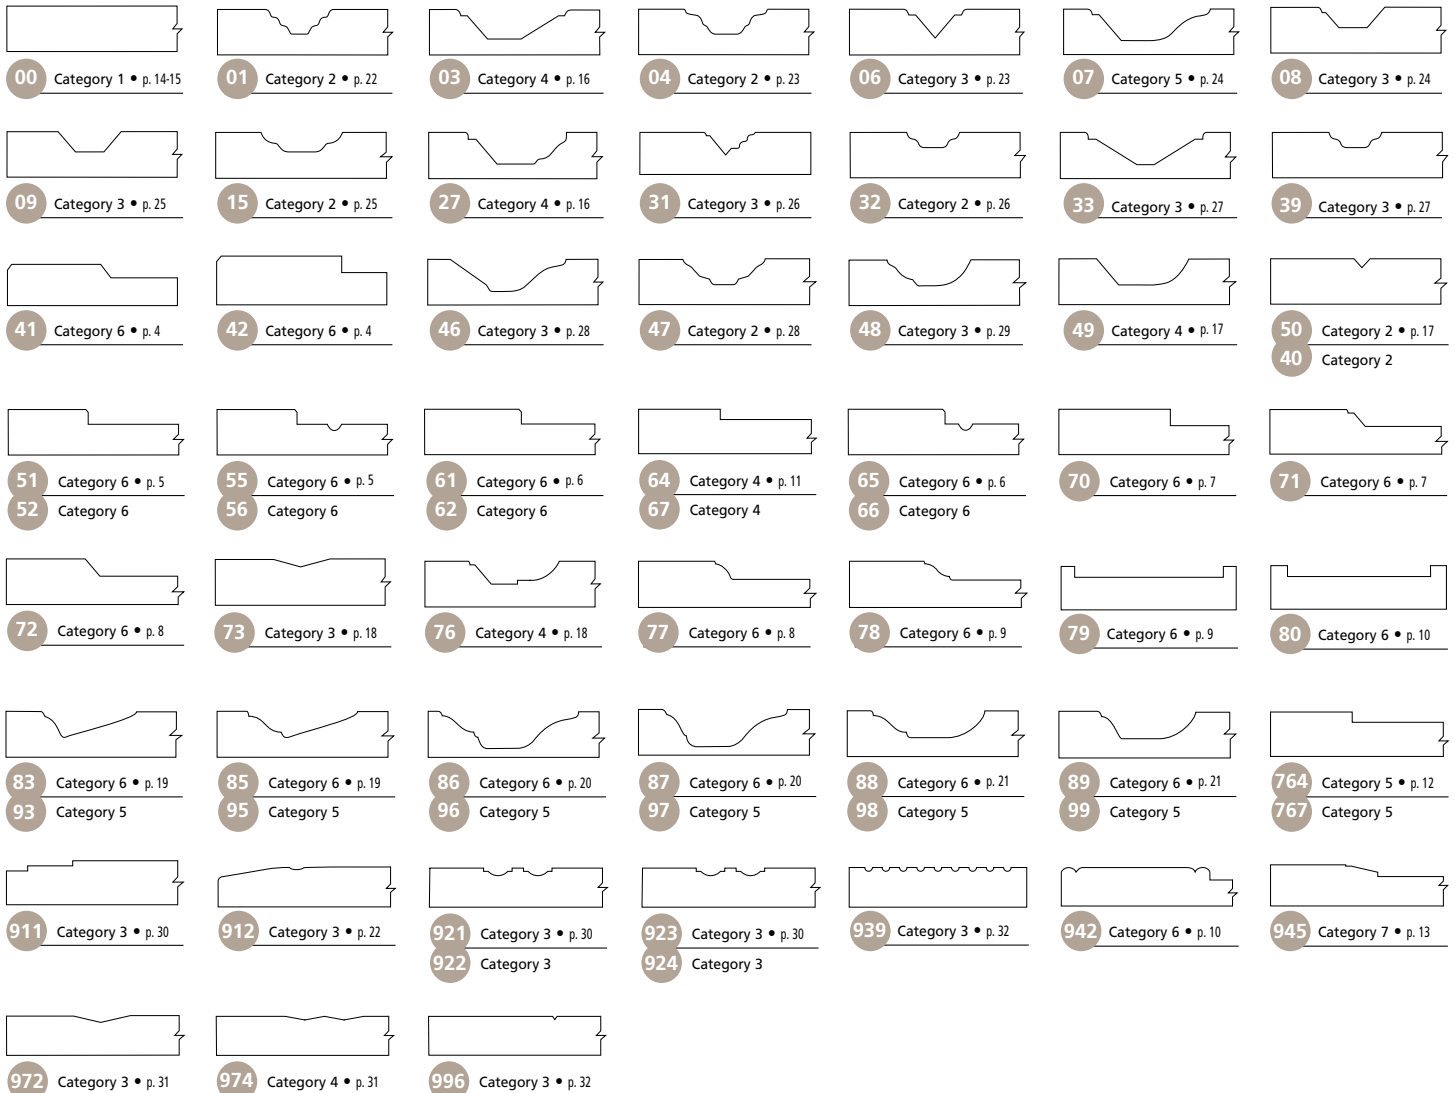 00 Category 1 • p. 14-15
01 Category 2 • p. 22
03 Category 4 • p. 16
04 Category 2 • p. 23
06 Category 3 • p. 23
07 Category 5 • p. 24
08 Category 3 • p. 24
09 Category 3 • p. 25
15 Category 2 • p. 25
27 Category 4 • p. 16
31 Category 3 • p. 26
32 Category 2 • p. 26
33 Category 3 • p. 27
39 Category 3 • p. 27
41 Category 6 • p. 4
42 Category 6 • p. 4
46 Category 3 • p. 28
47 Category 2 • p. 28
48 Category 3 • p. 29
49 Category 4 • p. 17
50 Category 2 • p. 17
40 Category 2
51 Category 6 • p. 5
52 Category 6
55 Category 6 • p. 5
56 Category 6
61 Category 6 • p. 6
62 Category 6
64 Category 4 • p. 11
67 Category 4
65 Category 6 • p. 6
66 Category 6
70 Category 6 • p. 7
71 Category 6 • p. 7
72 Category 6 • p. 8
73 Category 3 • p. 18
76 Category 4 • p. 18
77 Category 6 • p. 8
78 Category 6 • p. 9
79 Category 6 • p. 9
80 Category 6 • p. 10
83 Category 6 • p. 19
93 Category 5
85 Category 6 • p. 19
95 Category 5
86 Category 6 • p. 20
96 Category 5
87 Category 6 • p. 20
97 Category 5
88 Category 6 • p. 21
98 Category 5
89 Category 6 • p. 21
99 Category 5
764 Category 5 • p. 12
767 Category 5
911 Category 3 • p. 30
912 Category 3 • p. 22
921 Category 3 • p. 30
922 Category 3
923 Category 3 • p. 30
924 Category 3
939 Category 3 • p. 32
942 Category 6 • p. 10
945 Category 7 • p. 13
972 Category 3 • p. 31
974 Category 4 • p. 31
996 Category 3 • p. 32